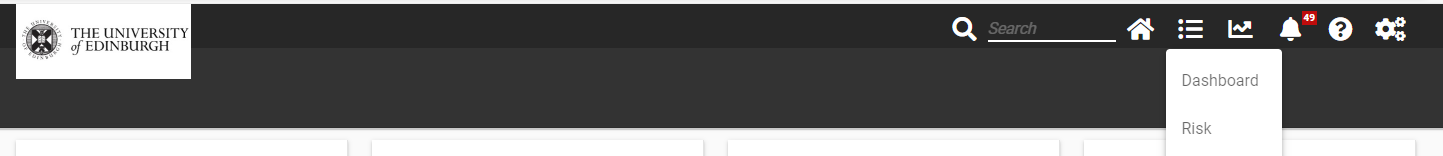 THE UNIVERSITY
of EDINBURGH
Search
49
Dashboard
Risk